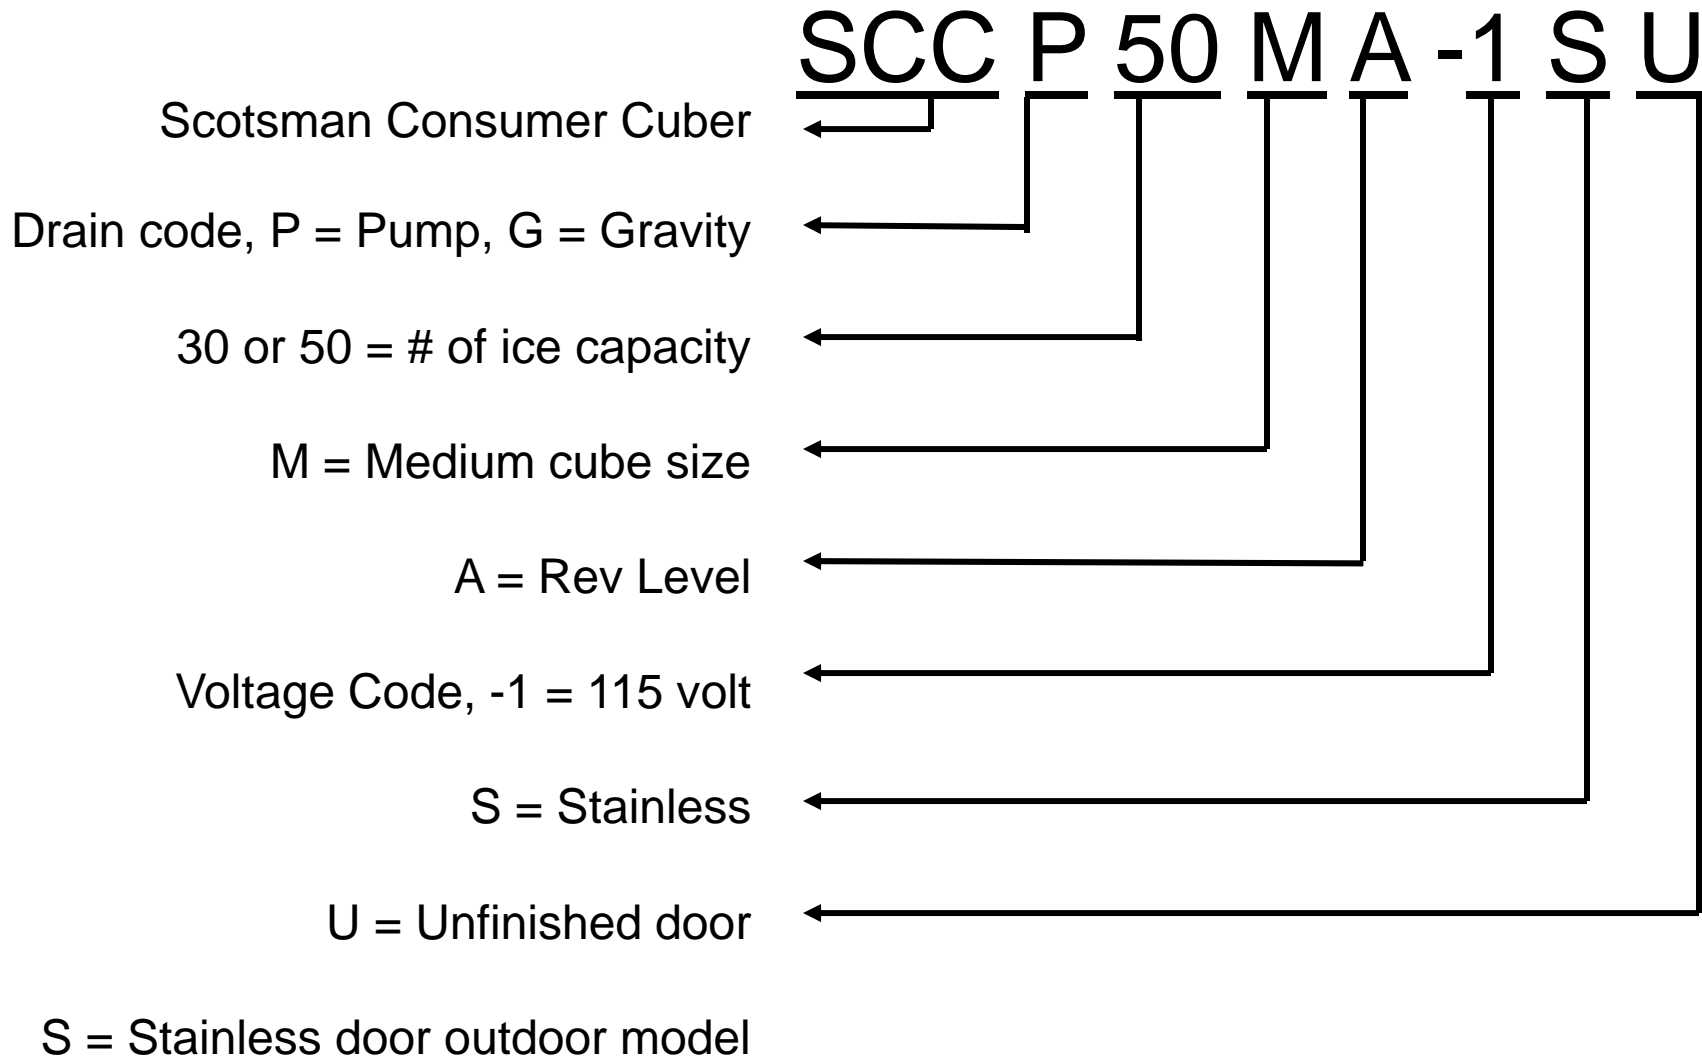 SCC P 50 M A -1 S U
Scotsman Consumer Cuber
Drain code, P = Pump, G = Gravity
30 or 50 = # of ice capacity
M = Medium cube size
A = Rev Level
Voltage Code, -1 = 115 volt
S = Stainless
U = Unfinished door
S = Stainless door outdoor model